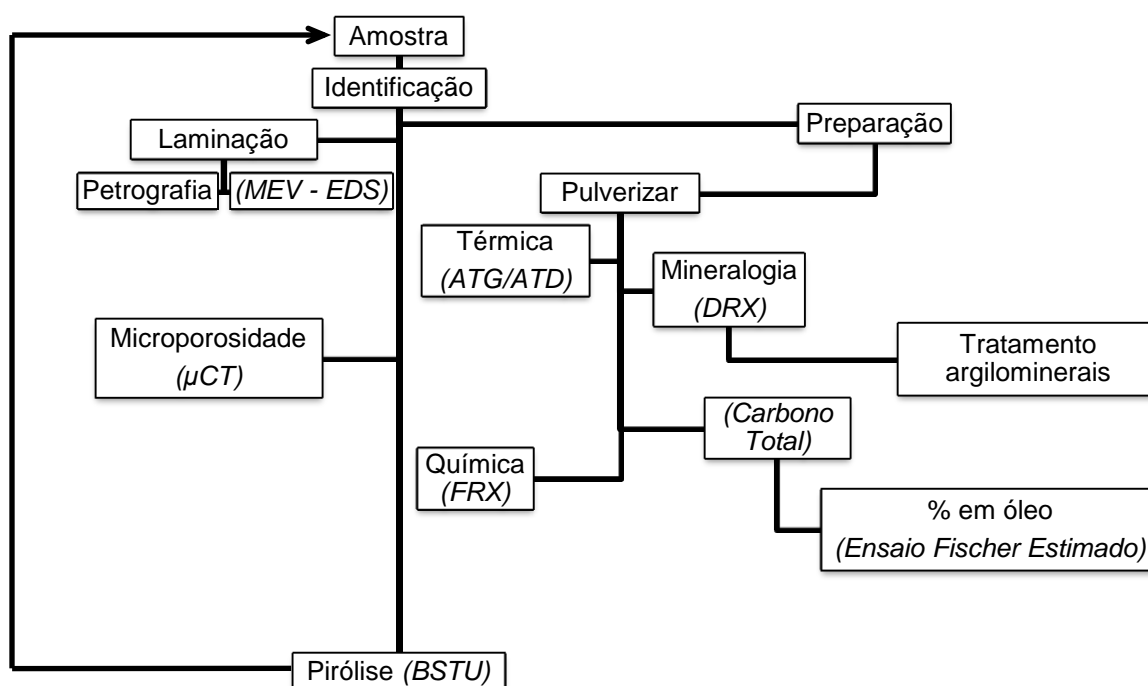 Amostra
Identificação
Preparação
Laminação
Petrografia
(MEV - EDS)
Pulverizar
Térmica
(ATG/ATD)
Mineralogia
(DRX)
Microporosidade
(µCT)
Tratamento
argilominerais
(Carbono
Total)
Química
(FRX)
% em óleo
(Ensaio Fischer Estimado)
Pirólise (BSTU)